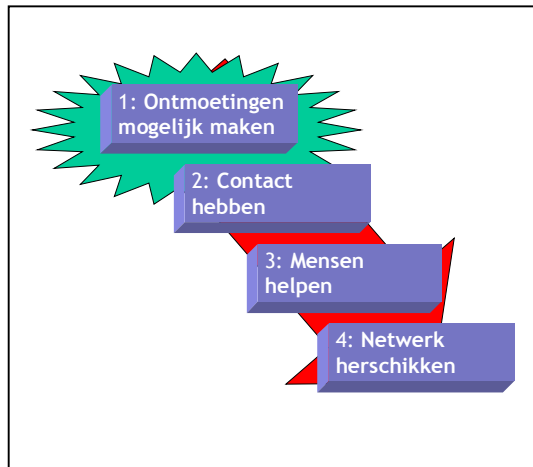 1: Ontmoetingen
mogelijk maken
2: Contact
hebben
3: Mensen
helpen
4: Netwerk
herschikken